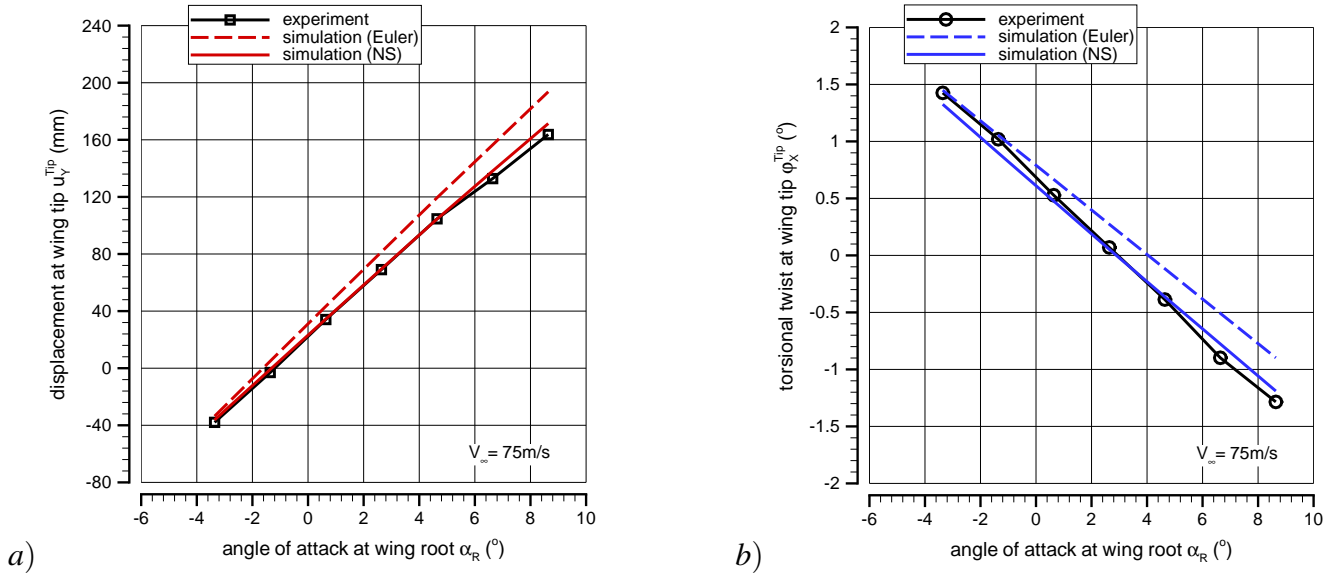 experiment
simulation (Euler)
simulation (NS)
displacement at wing tip u_Y^Tip (mm)
240
200
160
120
80
40
0
-40
-80
V_∞= 75m/s
-6 -4 -2 0 2 4 6 8 10
angle of attack at wing root α_R (°)
a)
experiment
simulation (Euler)
simulation (NS)
torsional twist at wing tip φ_X^Tip (°)
2
1.5
1
0.5
0
-0.5
-1
-1.5
-2
V_∞= 75m/s
-6 -4 -2 0 2 4 6 8 10
angle of attack at wing root α_R (°)
b)